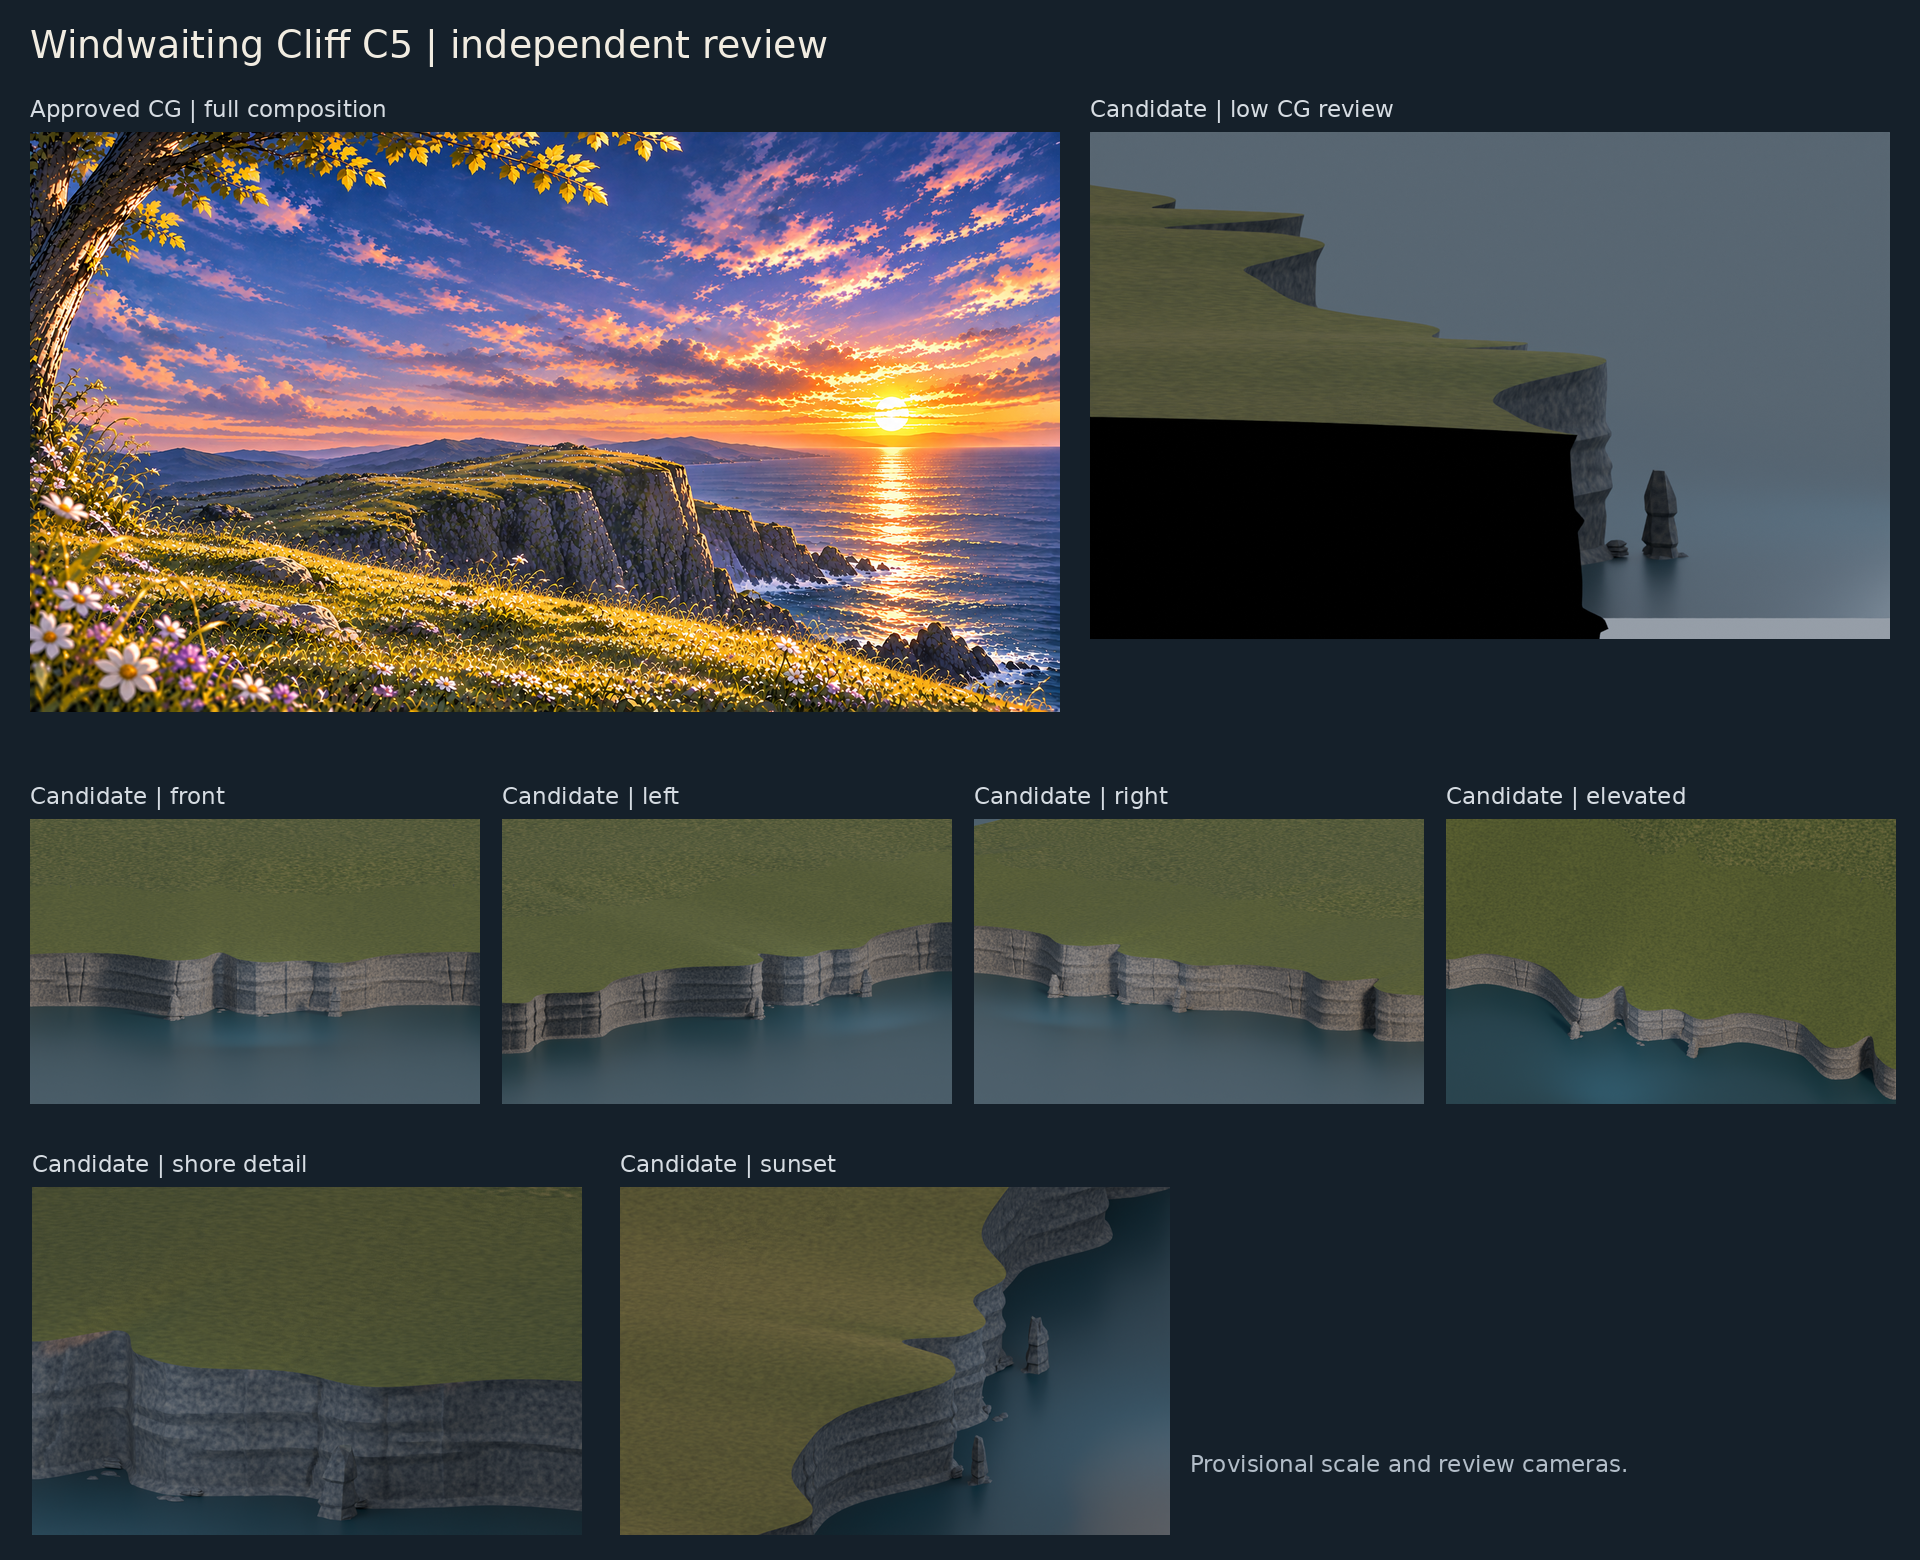 Windwaiting Cliff C5 | independent review
Approved CG | full composition
Candidate | low CG review
Candidate | front
Candidate | left
Candidate | right
Candidate | elevated
Candidate | shore detail
Candidate | sunset
Provisional scale and review cameras.